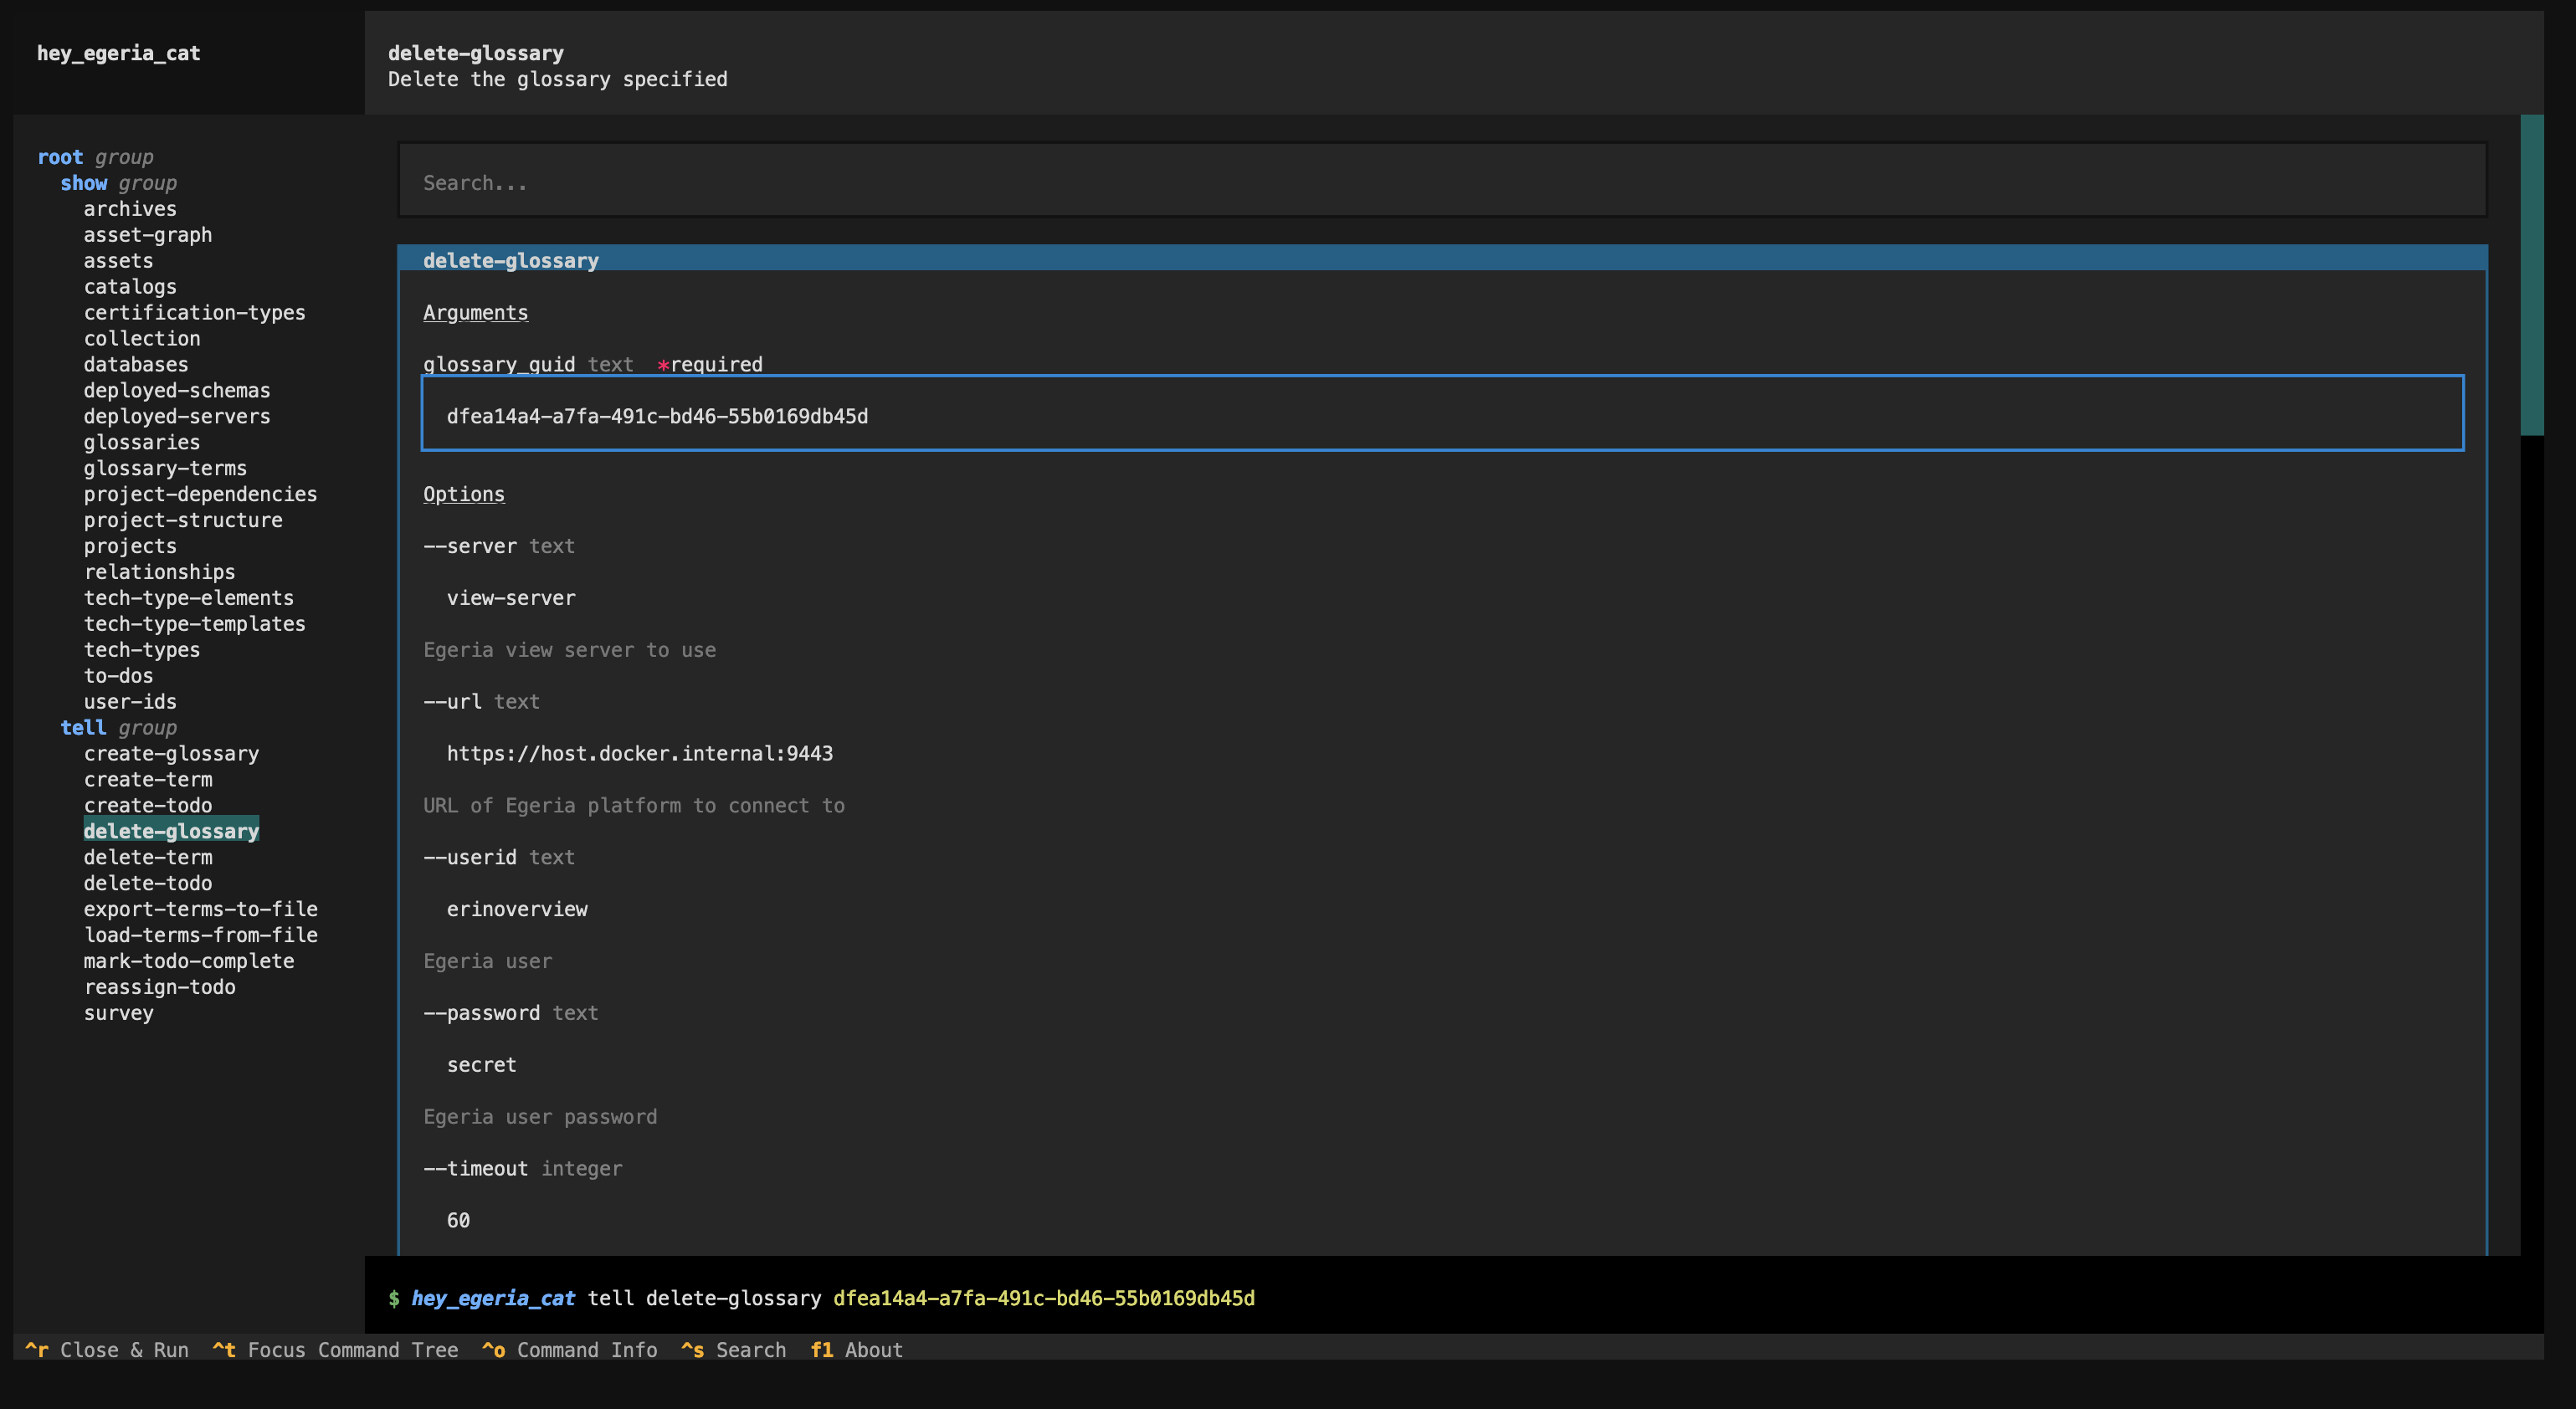 hey_egeria_cat
delete-glossary
Delete the glossary specified
root group
show group
archives
asset-graph
assets
catalogs
certification-types
collection
databases
deployed-schemas
deployed-servers
glossaries
glossary-terms
project-dependencies
project-structure
projects
relationships
tech-type-elements
tech-type-templates
tech-types
to-dos
user-ids
tell group
create-glossary
create-term
create-todo
delete-glossary
delete-term
delete-todo
export-terms-to-file
load-terms-from-file
mark-todo-complete
reassign-todo
survey
Search...
delete-glossary
Arguments
glossary_guid text *required
dfea14a4-a7fa-491c-bd46-55b0169db45d
Options
--server text
view-server
Egeria view server to use
--url text
https://host.docker.internal:9443
URL of Egeria platform to connect to
--userid text
erinoverview
Egeria user
--password text
secret
Egeria user password
--timeout integer
60
$ hey_egeria_cat tell delete-glossary dfea14a4-a7fa-491c-bd46-55b0169db45d
^r Close & Run ^t Focus Command Tree ^o Command Info ^s Search f1 About